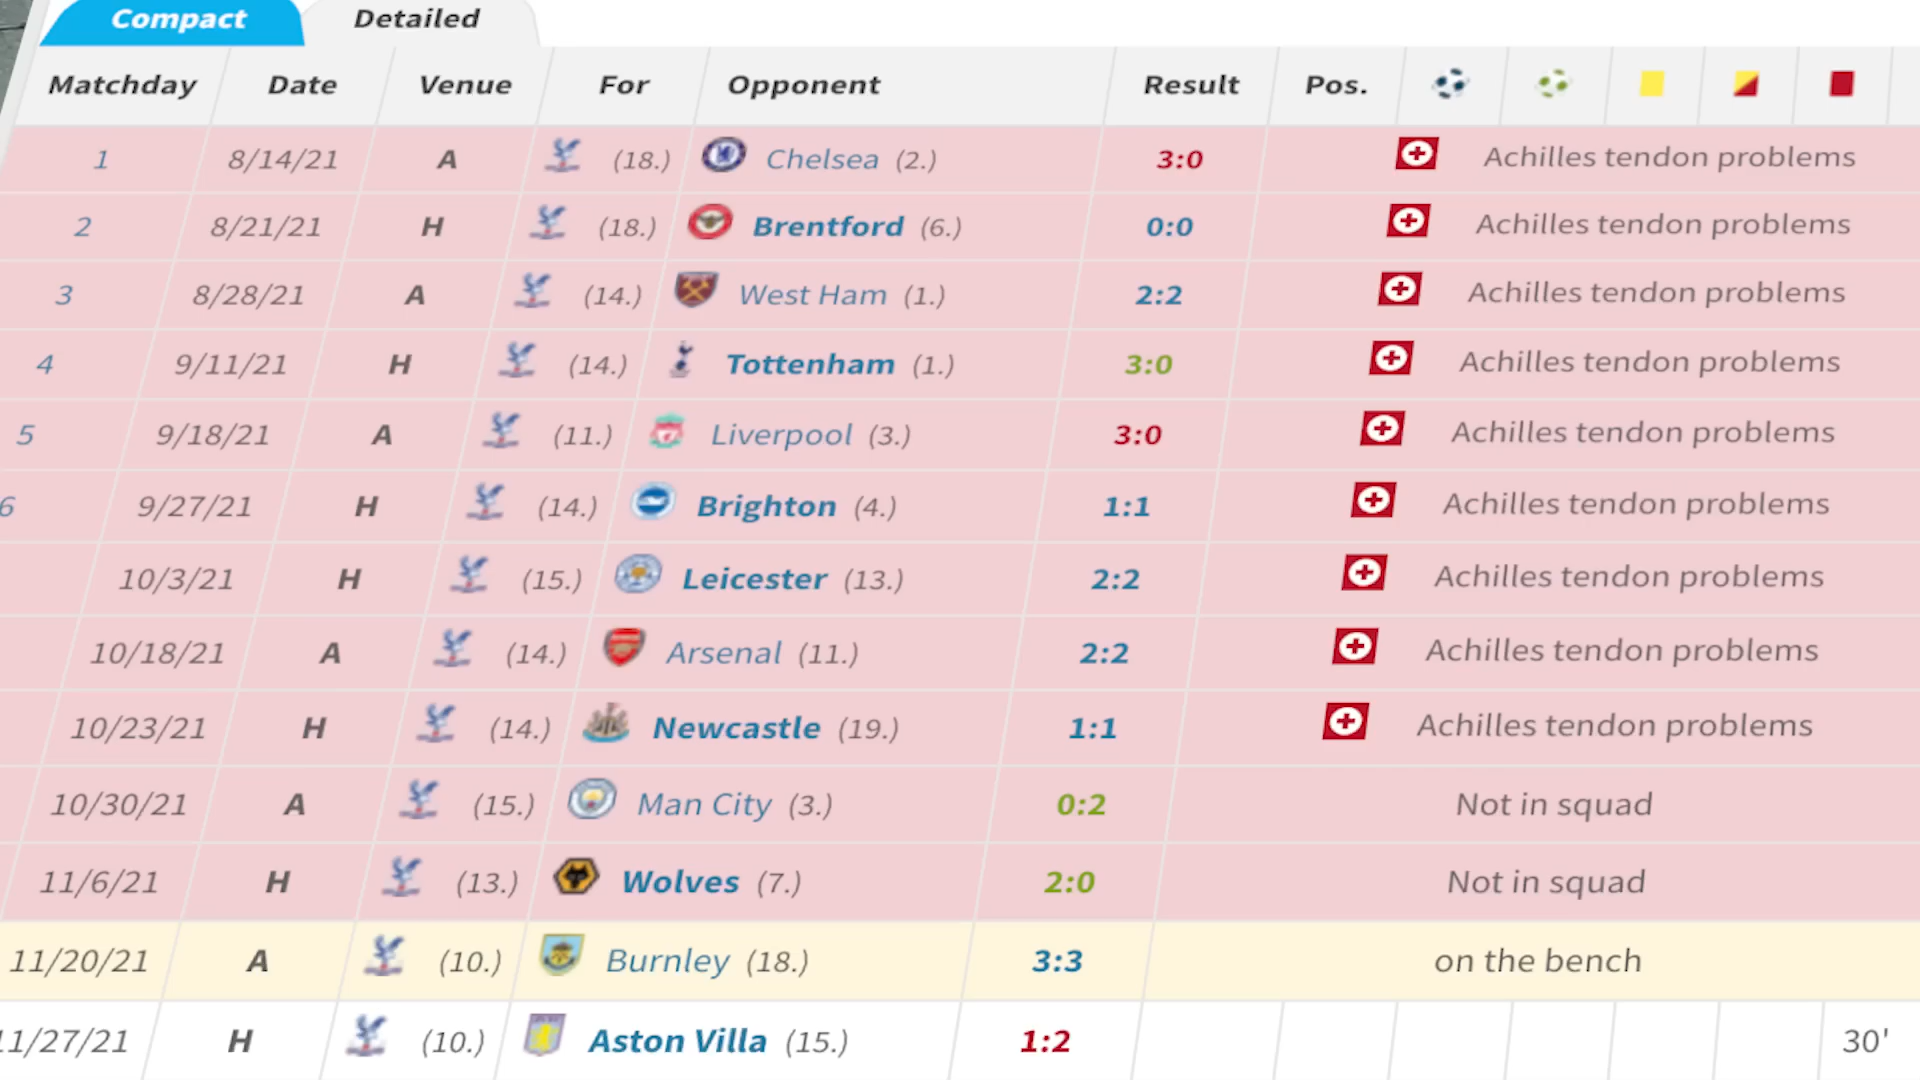 Compact Detailed
Matchday Date Venue For Opponent Result Pos.
1 8/14/21 A (18.) Chelsea (2.) 3:0 Achilles tendon problems
2 8/21/21 H (18.) Brentford (6.) 0:0 Achilles tendon problems
3 8/28/21 A (14.) West Ham (1.) 2:2 Achilles tendon problems
4 9/11/21 H (14.) Tottenham (1.) 3:0 Achilles tendon problems
5 9/18/21 A (11.) Liverpool (3.) 3:0 Achilles tendon problems
6 9/27/21 H (14.) Brighton (4.) 1:1 Achilles tendon problems
10/3/21 H (15.) Leicester (13.) 2:2 Achilles tendon problems
10/18/21 A (14.) Arsenal (11.) 2:2 Achilles tendon problems
10/23/21 H (14.) Newcastle (19.) 1:1 Achilles tendon problems
10/30/21 A (15.) Man City (3.) 0:2 Not in squad
11/6/21 H (13.) Wolves (7.) 2:0 Not in squad
11/20/21 A (10.) Burnley (18.) 3:3 on the bench
11/27/21 H (10.) Aston Villa (15.) 1:2 30'